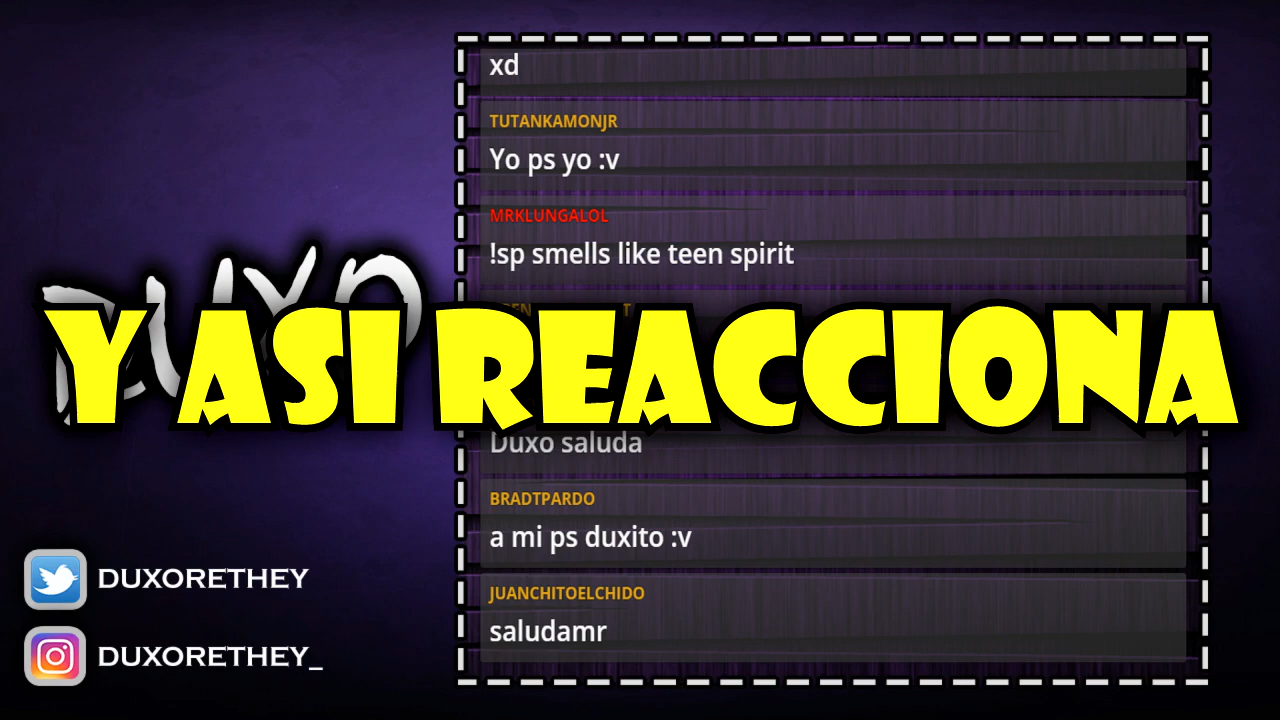 xd
TUTANKAMONJR
Yo ps yo :v
MRKLUNGALOL
!sp smells like teen spirit
DUXO
Y ASI REACCIONA
Duxo saluda
BRADTPARDO
a mi ps duxito :v
JUANCHITOELCHIDO
saludamr
DUXORETHEY
DUXORETHEY_